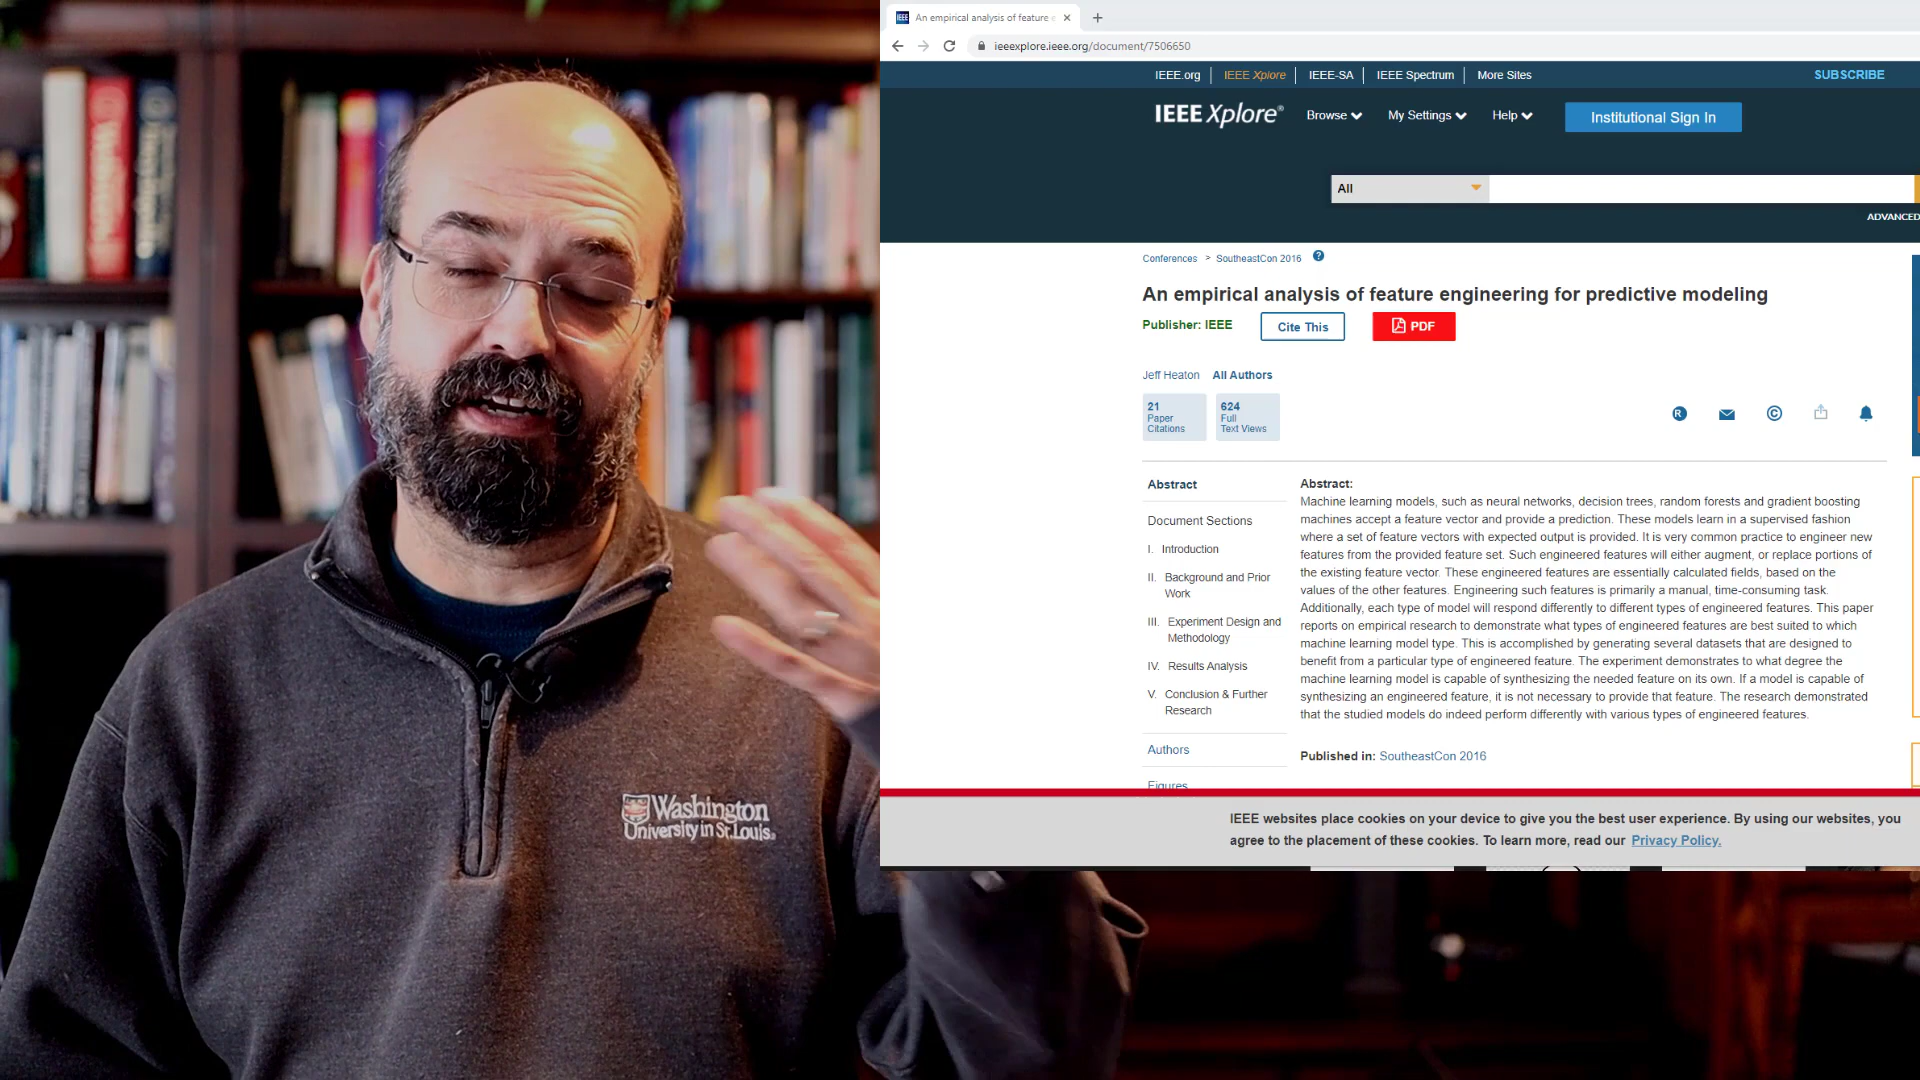 An empirical analysis of feature e
ieeexplore.ieee.org/document/7506650
IEEE.org
IEEE Xplore
IEEE-SA
IEEE Spectrum
More Sites
SUBSCRIBE
IEEE Xplore®
Browse
My Settings
Help
Institutional Sign In
All
ADVANCED
Conferences > SoutheastCon 2016
?
An empirical analysis of feature engineering for predictive modeling
Publisher: IEEE
Cite This
PDF
Jeff Heaton
All Authors
21
Paper
Citations
624
Full
Text Views
R
©
Abstract
Document Sections
I. Introduction
II. Background and Prior
Work
III. Experiment Design and
Methodology
IV. Results Analysis
V. Conclusion & Further
Research
Authors
Figures
Abstract:
Machine learning models, such as neural networks, decision trees, random forests and gradient boosting
machines accept a feature vector and provide a prediction. These models learn in a supervised fashion
where a set of feature vectors with expected output is provided. It is very common practice to engineer new
features from the provided feature set. Such engineered features will either augment, or replace portions of
the existing feature vector. These engineered features are essentially calculated fields, based on the
values of the other features. Engineering such features is primarily a manual, time-consuming task.
Additionally, each type of model will respond differently to different types of engineered features. This paper
reports on empirical research to demonstrate what types of engineered features are best suited to which
machine learning model type. This is accomplished by generating several datasets that are designed to
benefit from a particular type of engineered feature. The experiment demonstrates to what degree the
machine learning model is capable of synthesizing the needed feature on its own. If a model is capable of
synthesizing an engineered feature, it is not necessary to provide that feature. The research demonstrated
that the studied models do indeed perform differently with various types of engineered features.
Published in: SoutheastCon 2016
IEEE websites place cookies on your device to give you the best user experience. By using our websites, you
agree to the placement of these cookies. To learn more, read our Privacy Policy.
Washington
University in St. Louis